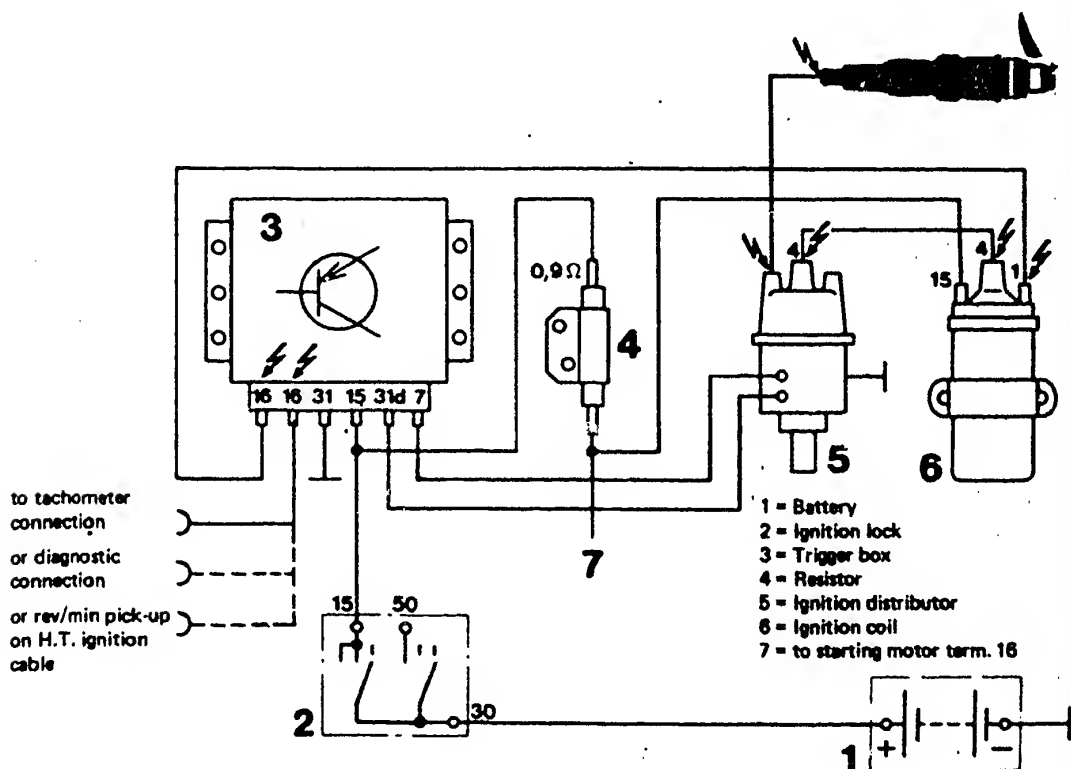 3
0,9 Ω
4
4
4
15
1
16 16 31 15 31d 7
5
6
to tachometer
connection
or diagnostic
connection
or rev/min pick-up
on H.T. ignition
cable
7
1 = Battery
2 = Ignition lock
3 = Trigger box
4 = Resistor
5 = Ignition distributor
6 = Ignition coil
7 = to starting motor term. 16
15 50
2
30
1
+ −